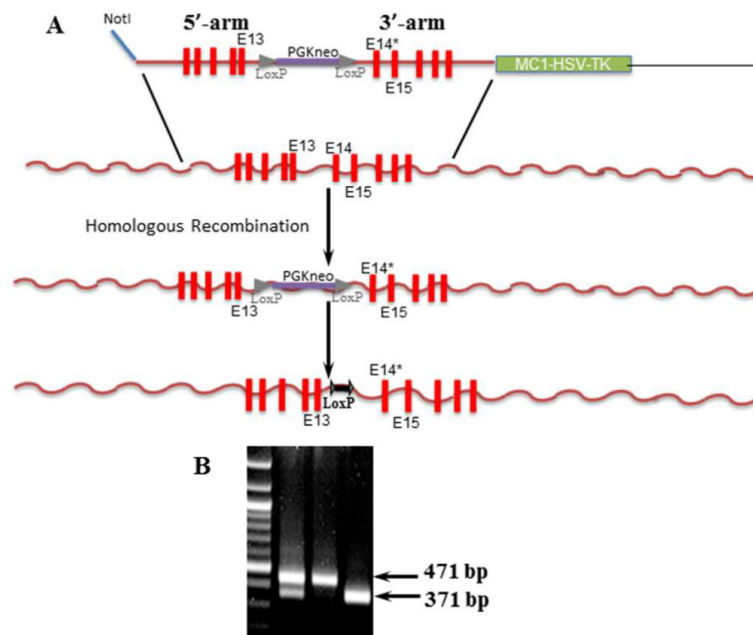 A
NotI
5′-arm
3′-arm
E13
PGKneo
E14*
LoxP
LoxP
E15
MC1-HSV-TK
E13
E14
E15
Homologous Recombination
PGKneo
E14*
LoxP
LoxP
E13
E15
E14*
LoxP
E13
E15
B
471 bp
371 bp